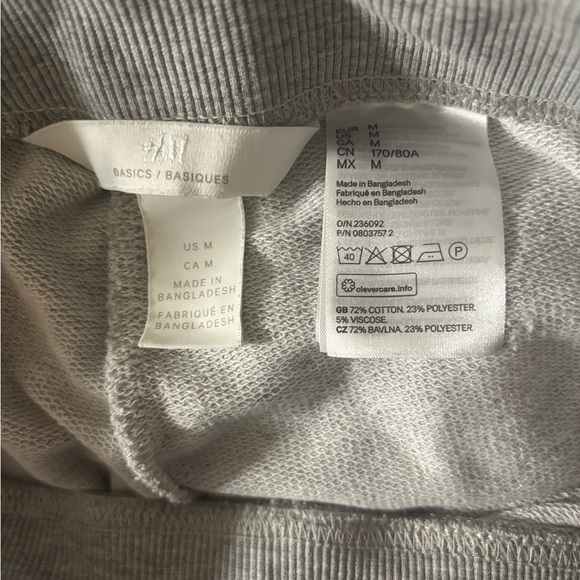 H&M
BASICS / BASIQUES
US M
CA M
MADE IN
BANGLADESH
FABRIQUÉ EN
BANGLADESH
EUR M
US M
CA M
CN 170/80A
MX M
Made in Bangladesh
Fabriqué en Bangladesh
Hecho en Bangladesh
O/N 236092
P/N 0803757 2
40
P
clevercare.info
GB 72% COTTON. 23% POLYESTER.
5% VISCOSE.
CZ 72% BAVLNA. 23% POLYESTER.